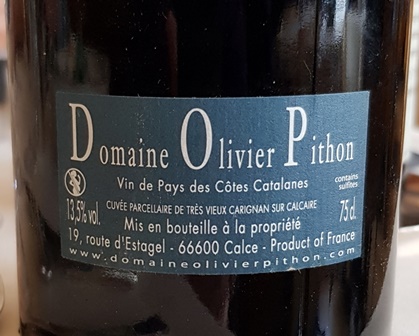 Domaine Olivier Pithon
Vin de Pays des Côtes Catalanes
contains
sulfites
CUVÉE PARCELLAIRE DE TRÈS VIEUX CARIGNAN SUR CALCAIRE
13,5% vol.
Mis en bouteille à la propriété
75 cl.
19, route d'Estagel - 66600 Calce - Product of France
www.domaineolivierpithon.com